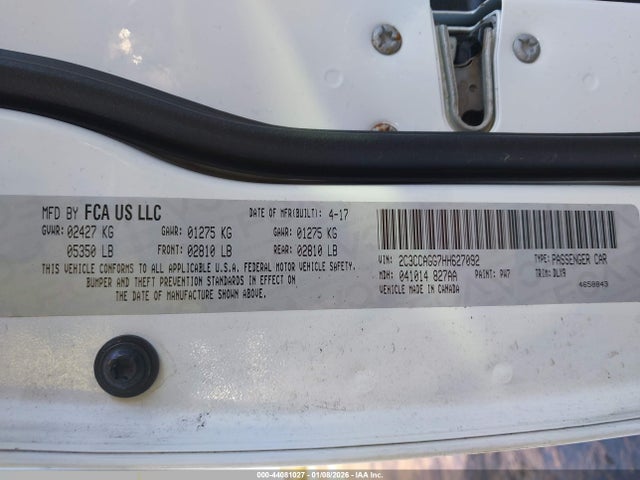 MFD BY FCA US LLC DATE OF MFR(BUILT): 4-17
GVWR: 02427 KG GAWR: 01275 KG GAWR: 01275 KG
05350 LB FRONT: 02810 LB REAR: 02810 LB
THIS VEHICLE CONFORMS TO ALL APPLICABLE U.S.A. FEDERAL MOTOR VEHICLE SAFETY,
BUMPER AND THEFT PREVENTION STANDARDS IN EFFECT ON
THE DATE OF MANUFACTURE SHOWN ABOVE.
VIN: 2C3CCAGG7HH627092 TYPE: PASSENGER CAR
MDH: 041014 827AA PAINT: PW7 TRIM: DLX9
VEHICLE MADE IN CANADA 4658843
000-44081027 | 01/08/2026 | IAA Inc.